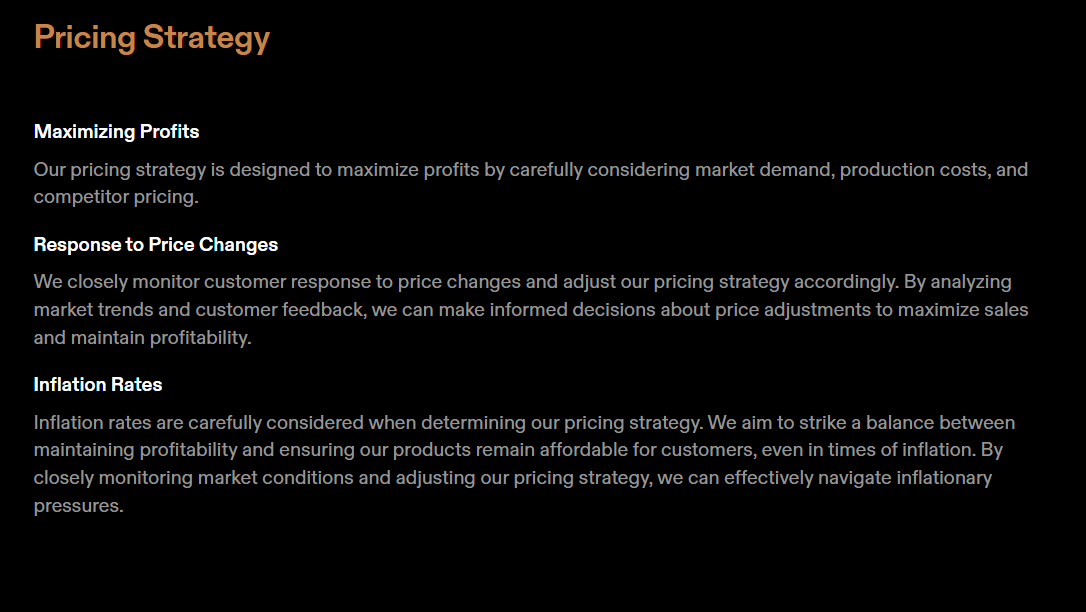 Pricing Strategy
Maximizing Profits
Our pricing strategy is designed to maximize profits by carefully considering market demand, production costs, and
competitor pricing.
Response to Price Changes
We closely monitor customer response to price changes and adjust our pricing strategy accordingly. By analyzing
market trends and customer feedback, we can make informed decisions about price adjustments to maximize sales
and maintain profitability.
Inflation Rates
Inflation rates are carefully considered when determining our pricing strategy. We aim to strike a balance between
maintaining profitability and ensuring our products remain affordable for customers, even in times of inflation. By
closely monitoring market conditions and adjusting our pricing strategy, we can effectively navigate inflationary
pressures.